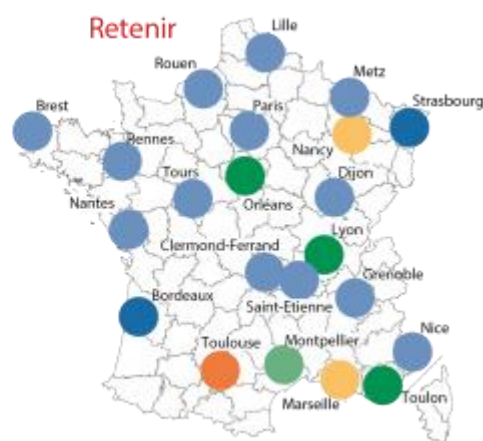 Retenir
Lille
Rouen
Metz
Brest
Paris
Strasbourg
Rennes
Nancy
Tours
Dijon
Nantes
Orléans
Lyon
Clermond-Ferrand
Grenoble
Bordeaux
Saint-Etienne
Toulouse
Montpellier
Nice
Marseille
Toulon